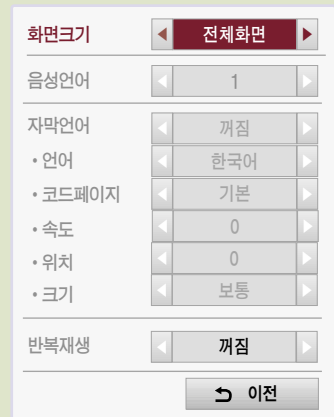 화면크기 전체화면
음성언어 1
자막언어 꺼짐
• 언어 한국어
• 코드페이지 기본
• 속도 0
• 위치 0
• 크기 보통
반복재생 꺼짐
이전